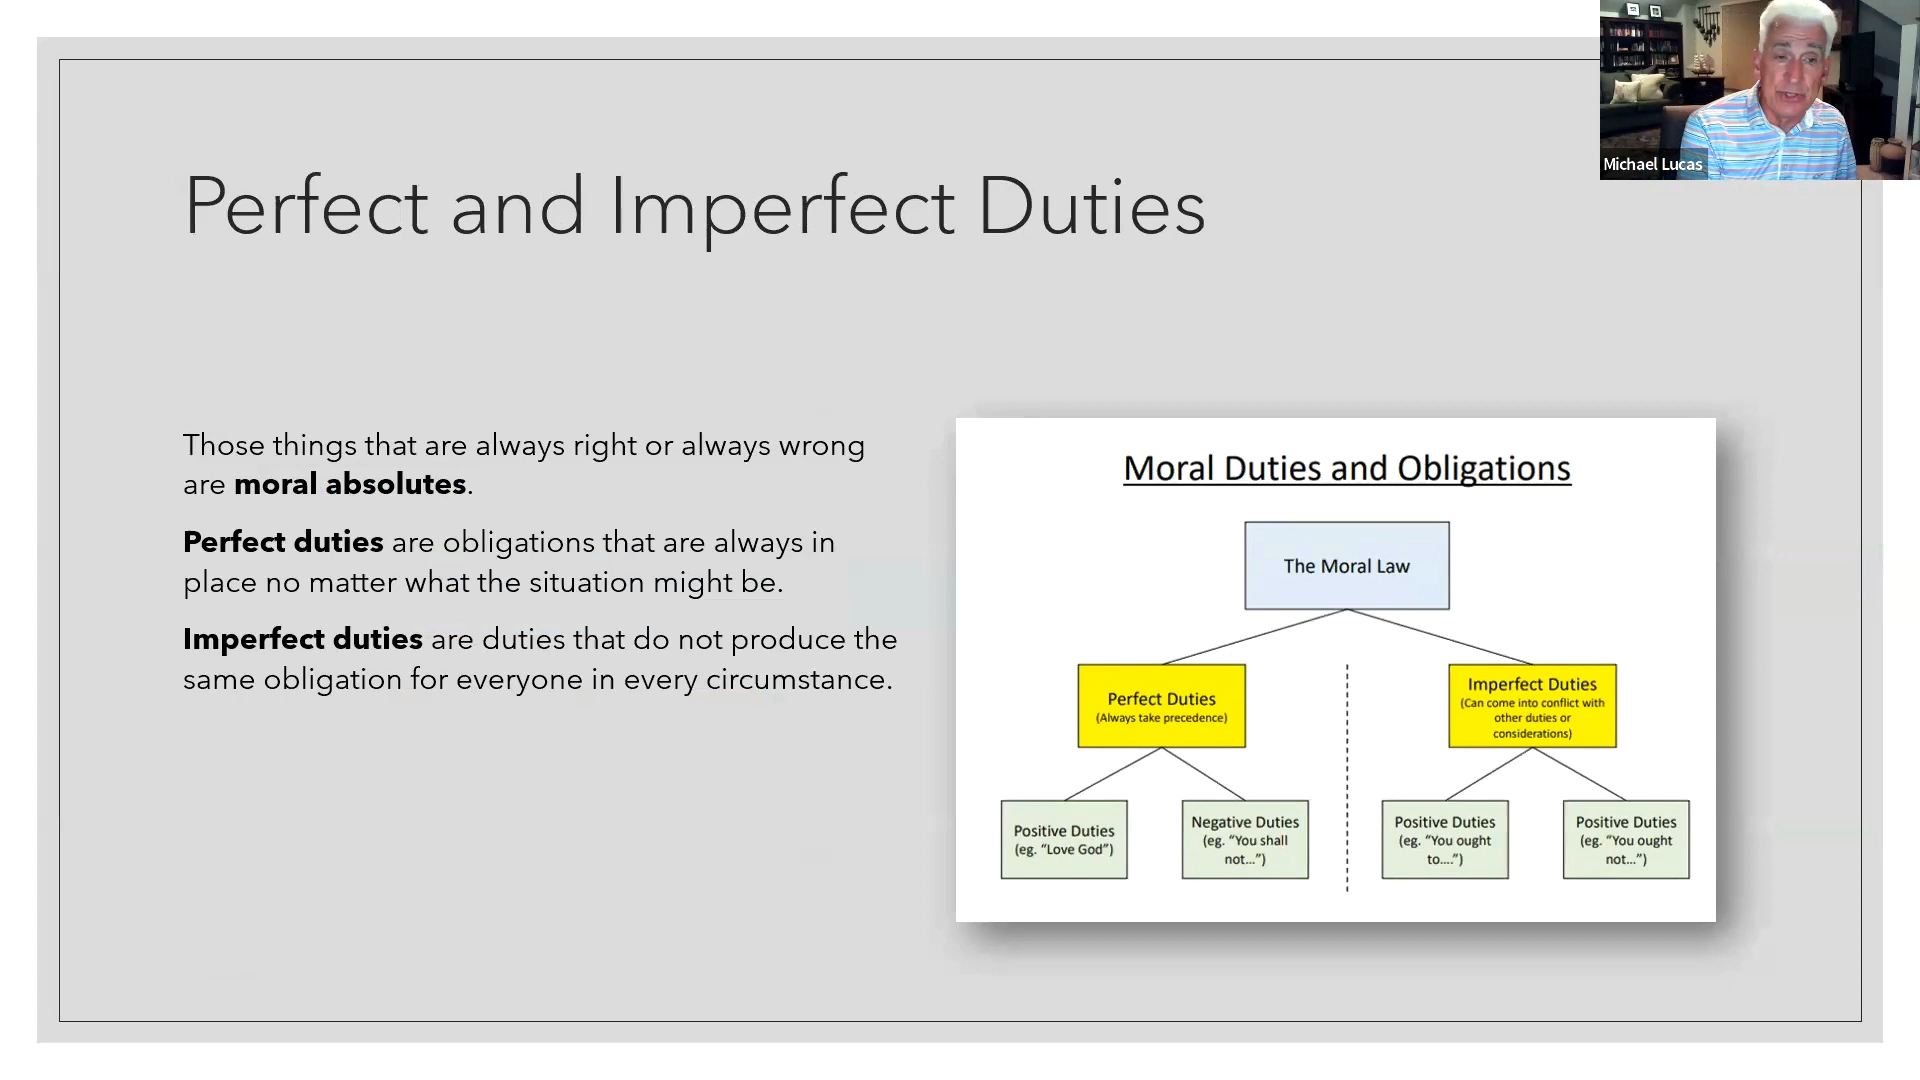 Michael Lucas
Perfect and Imperfect Duties
Those things that are always right or always wrong
are moral absolutes.
Perfect duties are obligations that are always in
place no matter what the situation might be.
Imperfect duties are duties that do not produce the
same obligation for everyone in every circumstance.
Moral Duties and Obligations
The Moral Law
Perfect Duties
(Always take precedence)
Imperfect Duties
(Can come into conflict with
other duties or
considerations)
Positive Duties
(eg. “Love God”)
Negative Duties
(eg. “You shall
not...”)
Positive Duties
(eg. “You ought
to....”)
Positive Duties
(eg. “You ought
not...”)